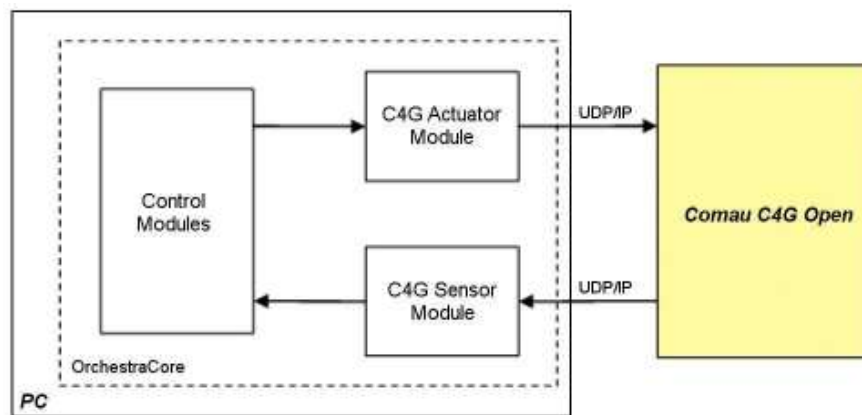 C4G Actuator
Module
UDP/IP
Control
Modules
Comau C4G Open
C4G Sensor
Module
UDP/IP
OrchestraCore
PC